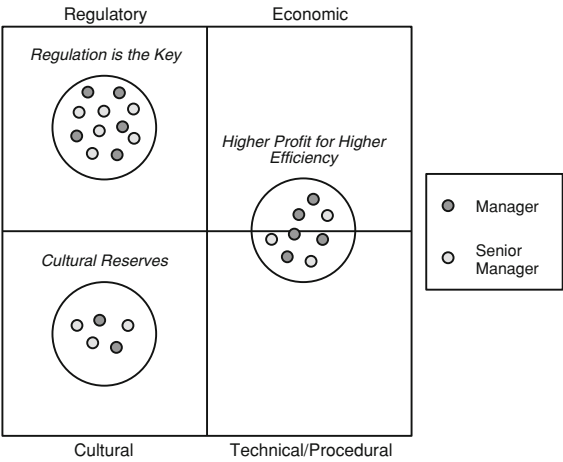 Regulatory
Economic
Regulation is the Key
Higher Profit for Higher
Efficiency
Manager
Senior
Manager
Cultural Reserves
Cultural
Technical/Procedural